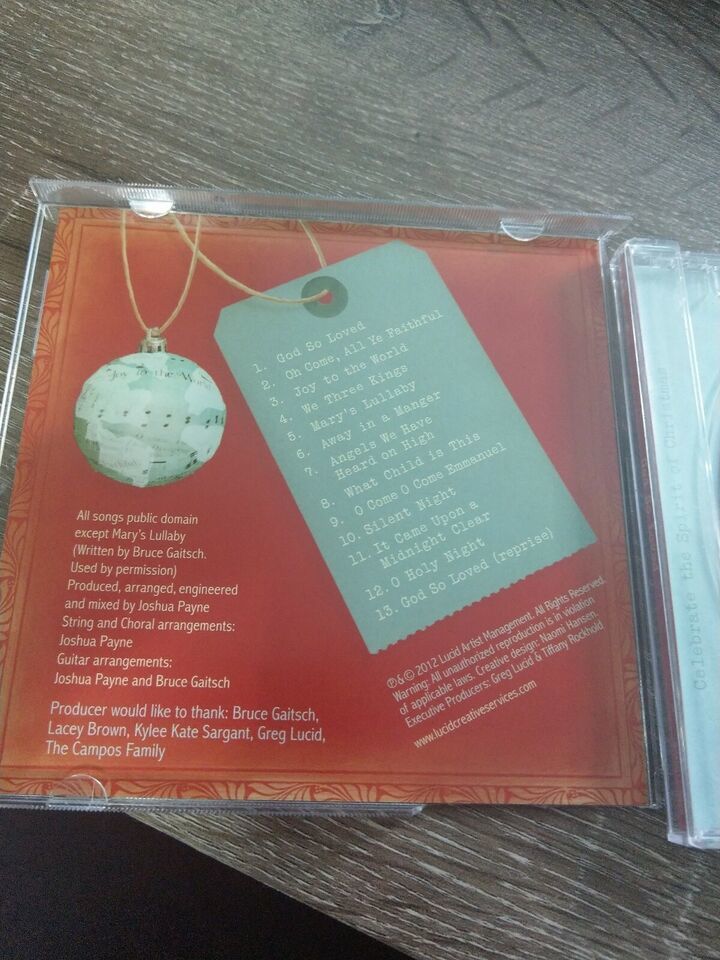 Joy to the World
1. God So Loved
2. Oh Come, All Ye Faithful
3. Joy to the World
4. We Three Kings
5. Mary's Lullaby
6. Away in a Manger
7. Angels We Have
Heard on High
8. What Child is This
9. O Come O Come Emmanuel
10. Silent Night
11. It Came Upon a
Midnight Clear
12. O Holy Night
13. God So Loved (reprise)
All songs public domain
except Mary's Lullaby
(Written by Bruce Gaitsch.
Used by permission)
Produced, arranged, engineered
and mixed by Joshua Payne
String and Choral arrangements:
Joshua Payne
Guitar arrangements:
Joshua Payne and Bruce Gaitsch
Producer would like to thank: Bruce Gaitsch,
Lacey Brown, Kylee Kate Sargant, Greg Lucid,
The Campos Family
℗&© 2012 Lucid Artist Management. All Rights Reserved.
Warning: All unauthorized reproduction is in violation
of applicable laws. Creative design: Naomi Hansen.
Executive Producers: Greg Lucid & Tiffany Rockhold
www.lucidcreativeservices.com
Celebrate the Spirit of Christmas